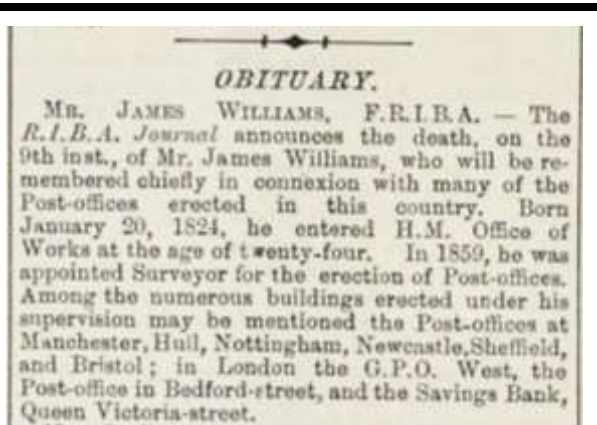 OBITUARY.
MR. JAMES WILLIAMS, F.R.I.B.A. — The
R.I.B.A. Journal announces the death, on the
9th inst., of Mr. James Williams, who will be re-
membered chiefly in connexion with many of the
Post-offices erected in this country. Born
January 20, 1824, he entered H.M. Office of
Works at the age of twenty-four. In 1859, he was
appointed Surveyor for the erection of Post-offices.
Among the numerous buildings erected under his
supervision may be mentioned the Post-offices at
Manchester, Hull, Nottingham, Newcastle, Sheffield,
and Bristol; in London the G.P.O. West, the
Post-office in Bedford-street, and the Savings Bank,
Queen Victoria-street.